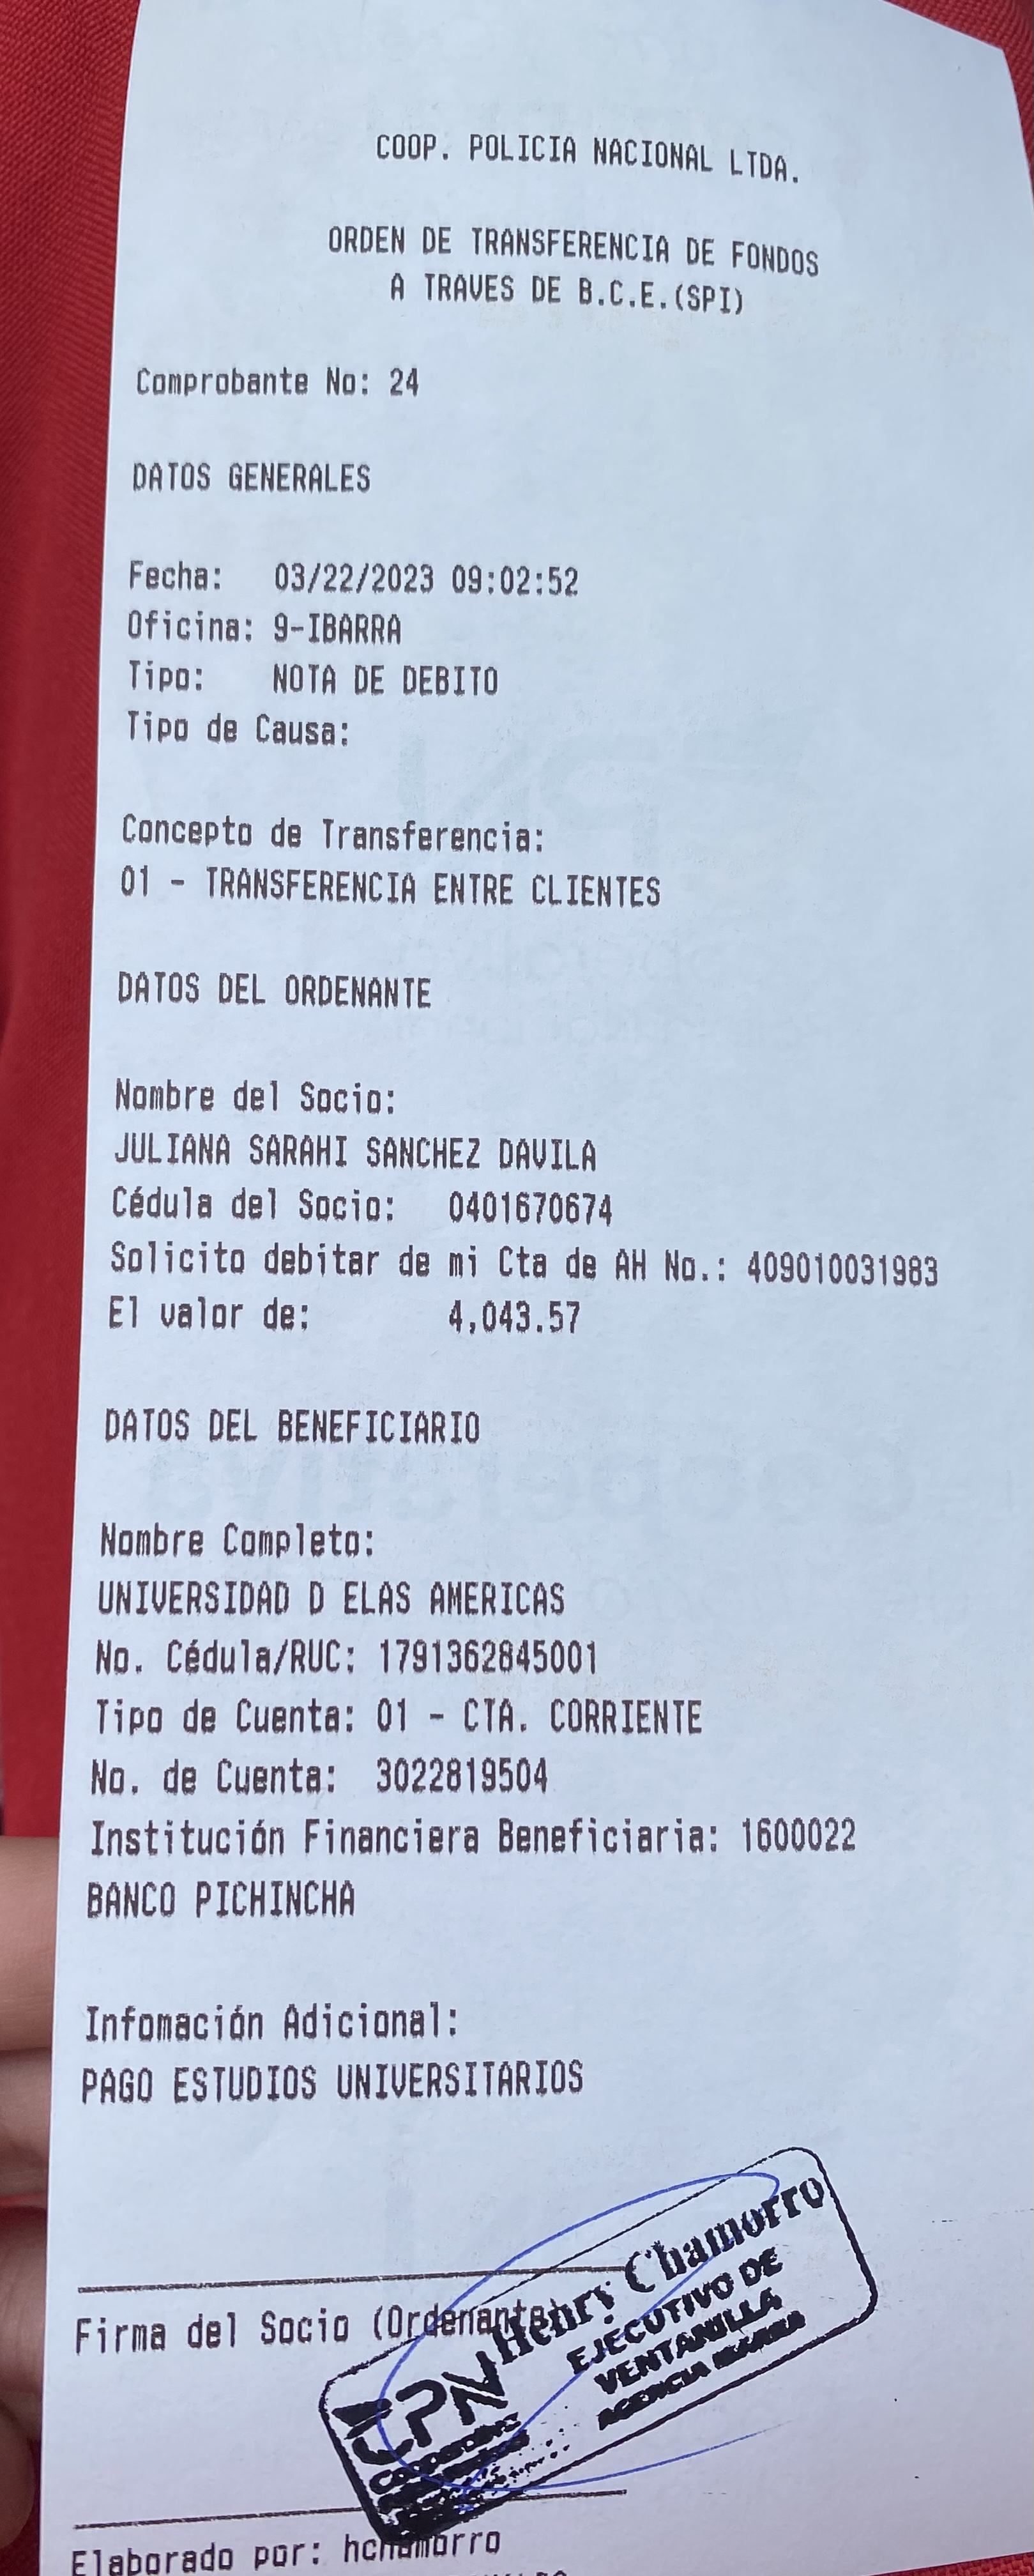 COOP. POLICIA NACIONAL LTDA.
ORDEN DE TRANSFERENCIA DE FONDOS
A TRAVES DE B.C.E.(SPI)
Comprobante No: 24
DATOS GENERALES
Fecha: 03/22/2023 09:02:52
Oficina: 9-IBARRA
Tipo: NOTA DE DEBITO
Tipo de Causa:
Concepto de Transferencia:
01 - TRANSFERENCIA ENTRE CLIENTES
DATOS DEL ORDENANTE
Nombre del Socio:
JULIANA SARAHI SANCHEZ DAVILA
Cédula del Socio: 0401670674
Solicito debitar de mi Cta de AH No.: 409010031983
El valor de: 4,043.57
DATOS DEL BENEFICIARIO
Nombre Completo:
UNIVERSIDAD D ELAS AMERICAS
No. Cédula/RUC: 1791362845001
Tipo de Cuenta: 01 - CTA. CORRIENTE
No. de Cuenta: 3022819504
Institución Financiera Beneficiaria: 1600022
BANCO PICHINCHA
Infomación Adicional:
PAGO ESTUDIOS UNIVERSITARIOS
Firma del Socio (Ordenante)
Henry Chamorro
EJECUTIVO DE
VENTANILLA
AGENCIA IBARRA
CPN
Cooperativa
Elaborado por: hchamorro